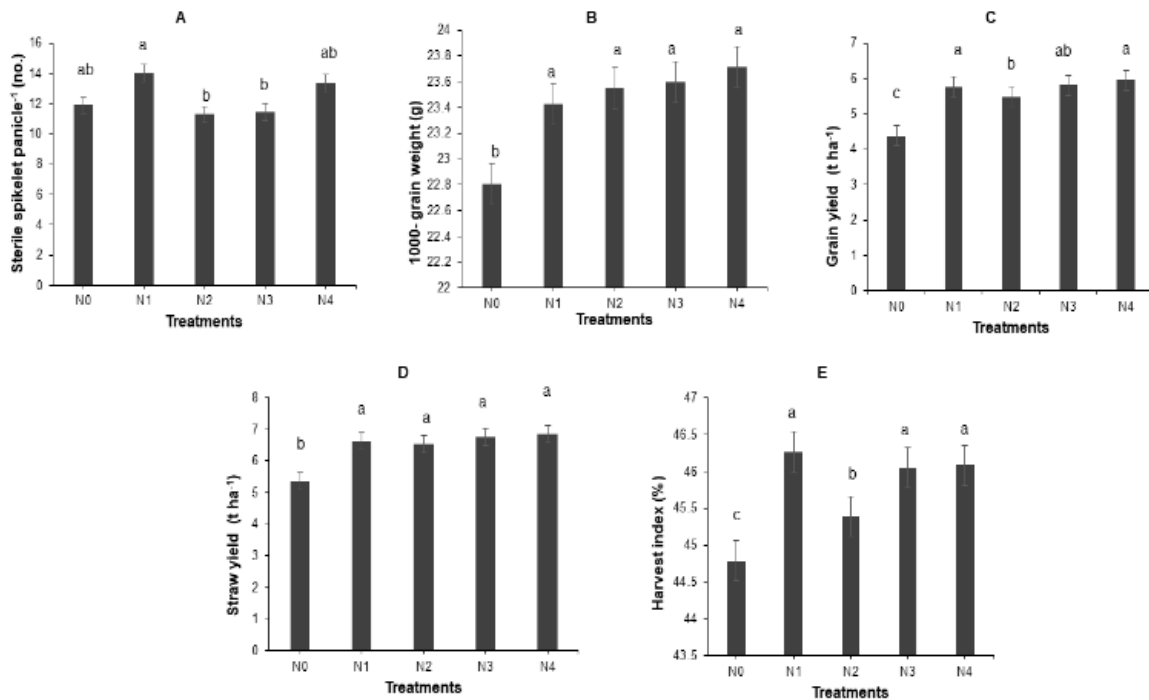 A
Sterile spikelet panicle⁻¹ (no.)
16
14
12
10
8
6
4
2
0
ab
a
b
b
ab
N0 N1 N2 N3 N4
Treatments
B
1000- grain weight (g)
24
23.8
23.6
23.4
23.2
23
22.8
22.6
22.4
22.2
22
b
a
a
a
a
N0 N1 N2 N3 N4
Treatments
C
Grain yield (t ha⁻¹)
7
6
5
4
3
2
1
0
c
a
b
ab
a
N0 N1 N2 N3 N4
Treatments
D
Straw yield (t ha⁻¹)
8
7
6
5
4
3
2
1
0
b
a
a
a
a
N0 N1 N2 N3 N4
Treatments
E
Harvest index (%)
47
46.5
46
45.5
45
44.5
44
43.5
c
a
b
a
a
N0 N1 N2 N3 N4
Treatments